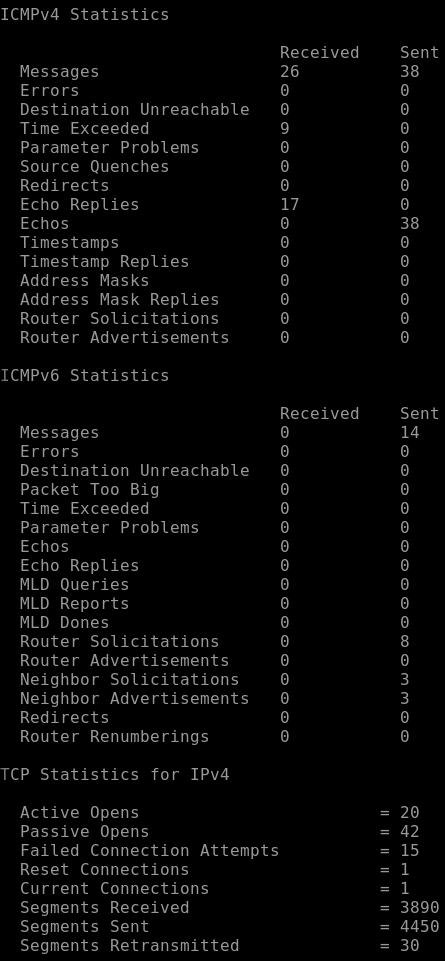 ICMPv4 Statistics
Received Sent
Messages 26 38
Errors 0 0
Destination Unreachable 0 0
Time Exceeded 9 0
Parameter Problems 0 0
Source Quenches 0 0
Redirects 0 0
Echo Replies 17 0
Echos 0 38
Timestamps 0 0
Timestamp Replies 0 0
Address Masks 0 0
Address Mask Replies 0 0
Router Solicitations 0 0
Router Advertisements 0 0
ICMPv6 Statistics
Received Sent
Messages 0 14
Errors 0 0
Destination Unreachable 0 0
Packet Too Big 0 0
Time Exceeded 0 0
Parameter Problems 0 0
Echos 0 0
Echo Replies 0 0
MLD Queries 0 0
MLD Reports 0 0
MLD Dones 0 0
Router Solicitations 0 8
Router Advertisements 0 0
Neighbor Solicitations 0 3
Neighbor Advertisements 0 3
Redirects 0 0
Router Renumberings 0 0
TCP Statistics for IPv4
Active Opens = 20
Passive Opens = 42
Failed Connection Attempts = 15
Reset Connections = 1
Current Connections = 1
Segments Received = 3890
Segments Sent = 4450
Segments Retransmitted = 30